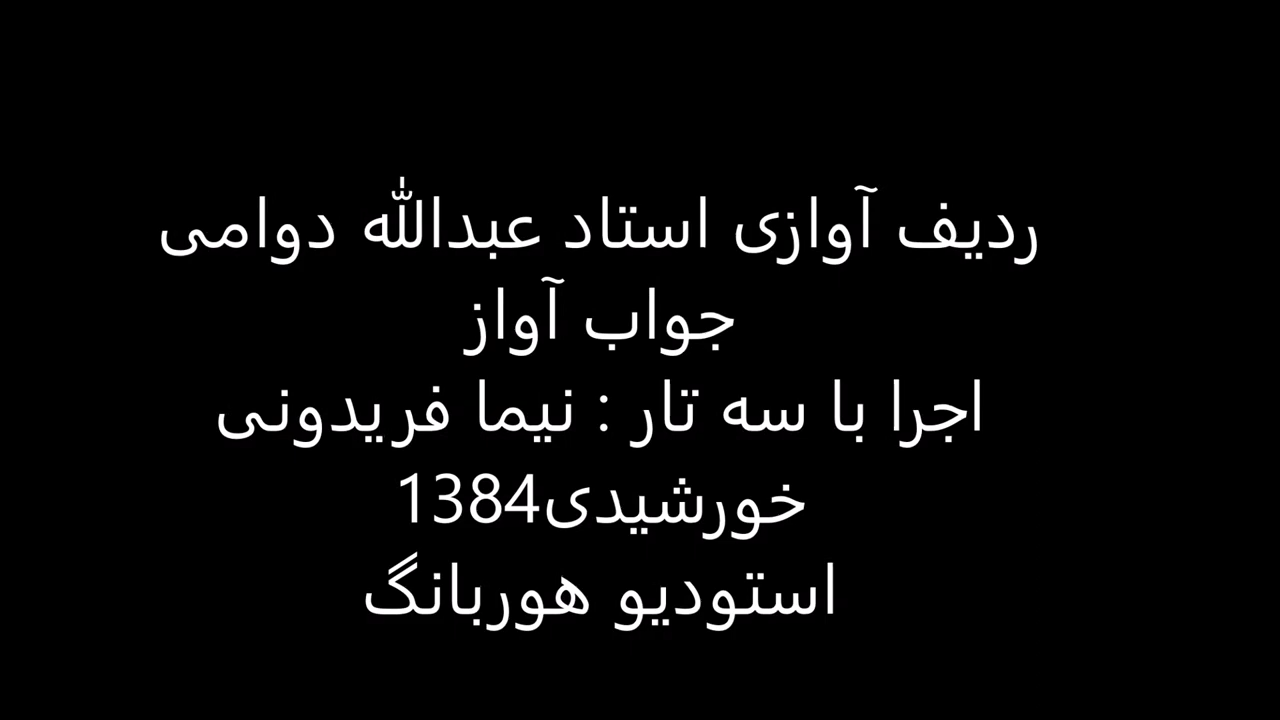 ردیف آوازی استاد عبدالله دوامی
جواب آواز
اجرا با سه تار : نیما فریدونی
خورشیدی1384
استودیو هوربانگ